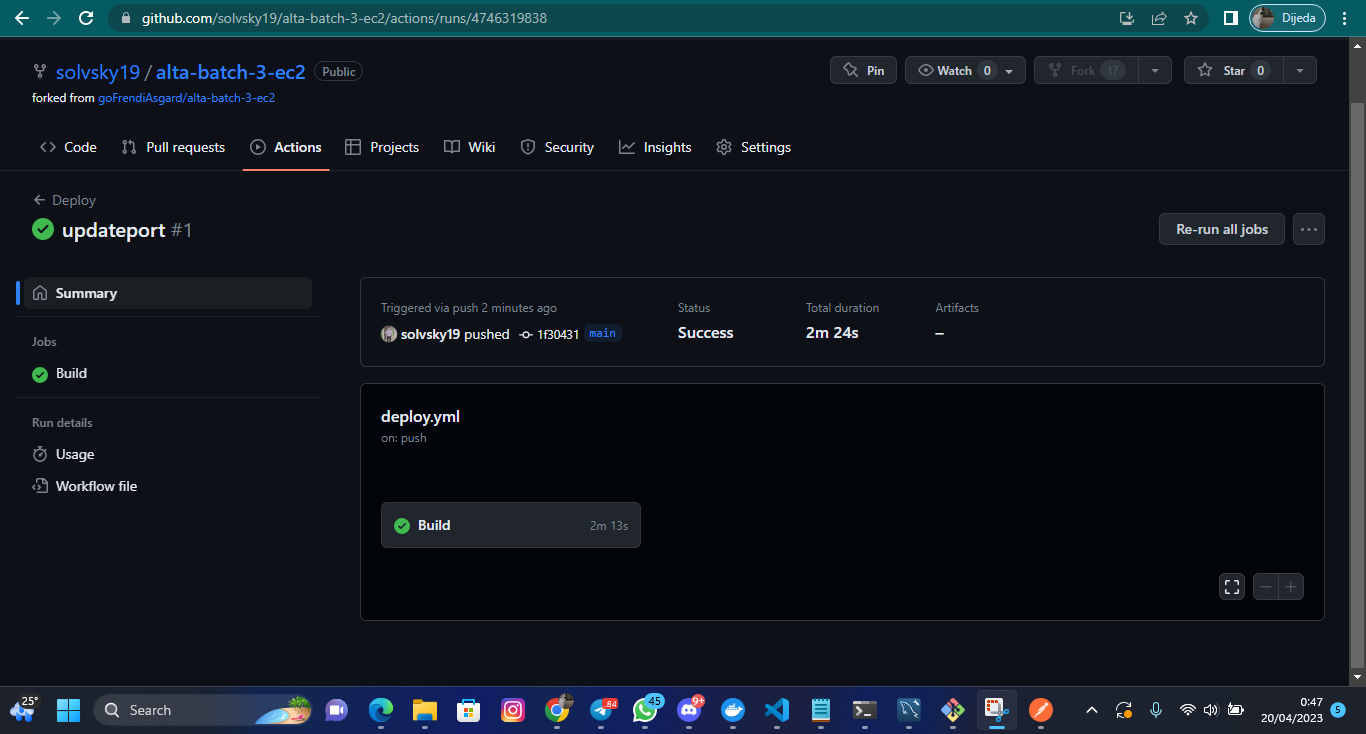 github.com/solvsky19/alta-batch-3-ec2/actions/runs/4746319838
Dijeda
solvsky19 / alta-batch-3-ec2 Public
Pin
Watch 0
Fork 17
Star 0
forked from goFrendiAsgard/alta-batch-3-ec2
Code Pull requests Actions Projects Wiki Security Insights Settings
← Deploy
updateport #1
Re-run all jobs
Summary
Jobs
Build
Run details
Usage
Workflow file
Triggered via push 2 minutes ago
solvsky19 pushed 1f30431 main
Status
Success
Total duration
2m 24s
Artifacts
–
deploy.yml
on: push
Build 2m 13s
25°
Search
84
45
9+
0:47
20/04/2023
5